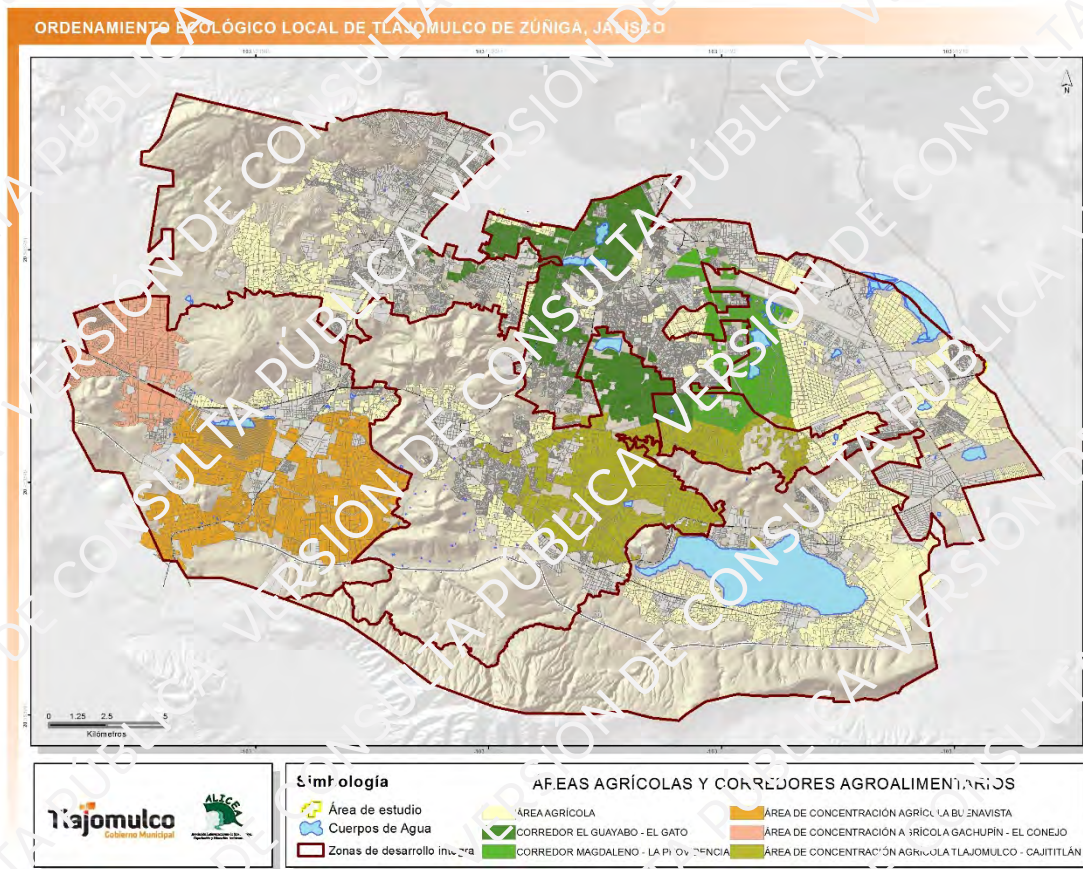 ORDENAMIENTO ECOLÓGICO LOCAL DE TLAJOMULCO DE ZÚÑIGA, JALISCO
N
0 1.25 2.5 5
Kilómetros
Tlajomulco
Gobierno Municipal
ALICE
Simbología
Área de estudio
Cuerpos de Agua
Zonas de desarrollo integra
ÁREAS AGRÍCOLAS Y CORREDORES AGROALIMENTARIOS
ÁREA AGRÍCOLA
CORREDOR EL GUAYABO - EL GATO
CORREDOR MAGDALENO - LA PROVIDENCIA
ÁREA DE CONCENTRACIÓN AGRÍCOLA BUENAVISTA
ÁREA DE CONCENTRACIÓN AGRÍCOLA GACHUPÍN - EL CONEJO
ÁREA DE CONCENTRACIÓN AGRÍCOLA TLAJOMULCO - CAJITITLÁN
VERSIÓN DE CONSULTA PÚBLICA